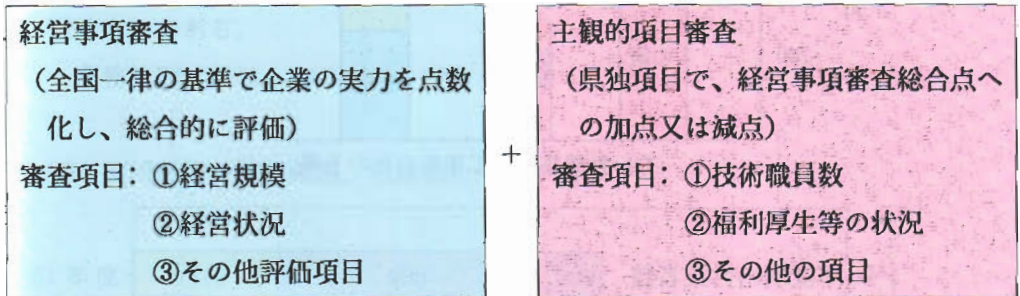 経営事項審査
（全国一律の基準で企業の実力を点数
化し、総合的に評価）
審査項目：①経営規模
②経営状況
③その他評価項目
＋
主観的項目審査
（県独項目で、経営事項審査総合点へ
の加点又は減点）
審査項目：①技術職員数
②福利厚生等の状況
③その他の項目